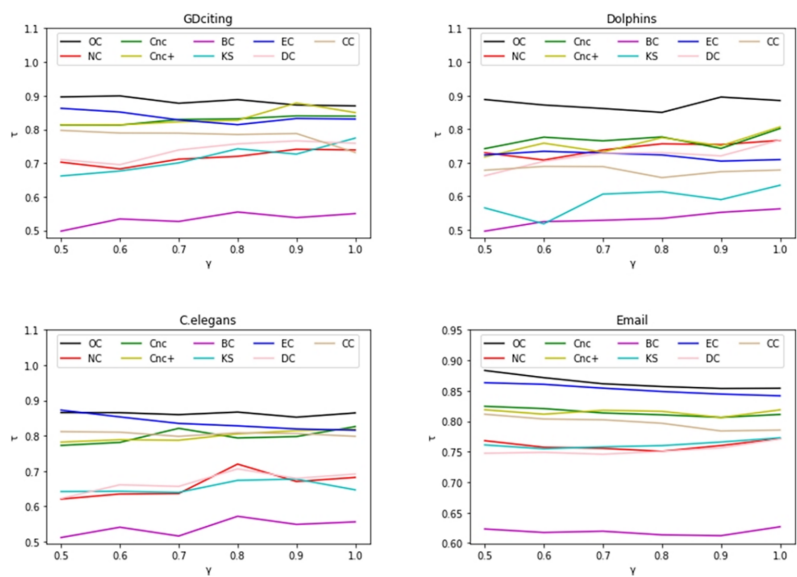 GDciting
OC Cnc BC EC CC
NC Cnc+ KS DC
1.1
1.0
0.9
0.8
0.7
0.6
0.5
τ
0.5 0.6 0.7 0.8 0.9 1.0
γ
Dolphins
OC Cnc BC EC CC
NC Cnc+ KS DC
1.1
1.0
0.9
0.8
0.7
0.6
0.5
τ
0.5 0.6 0.7 0.8 0.9 1.0
γ
C.elegans
OC Cnc BC EC CC
NC Cnc+ KS DC
1.1
1.0
0.9
0.8
0.7
0.6
0.5
τ
0.5 0.6 0.7 0.8 0.9 1.0
γ
Email
OC Cnc BC EC CC
NC Cnc+ KS DC
0.95
0.90
0.85
0.80
0.75
0.70
0.65
0.60
τ
0.5 0.6 0.7 0.8 0.9 1.0
γ